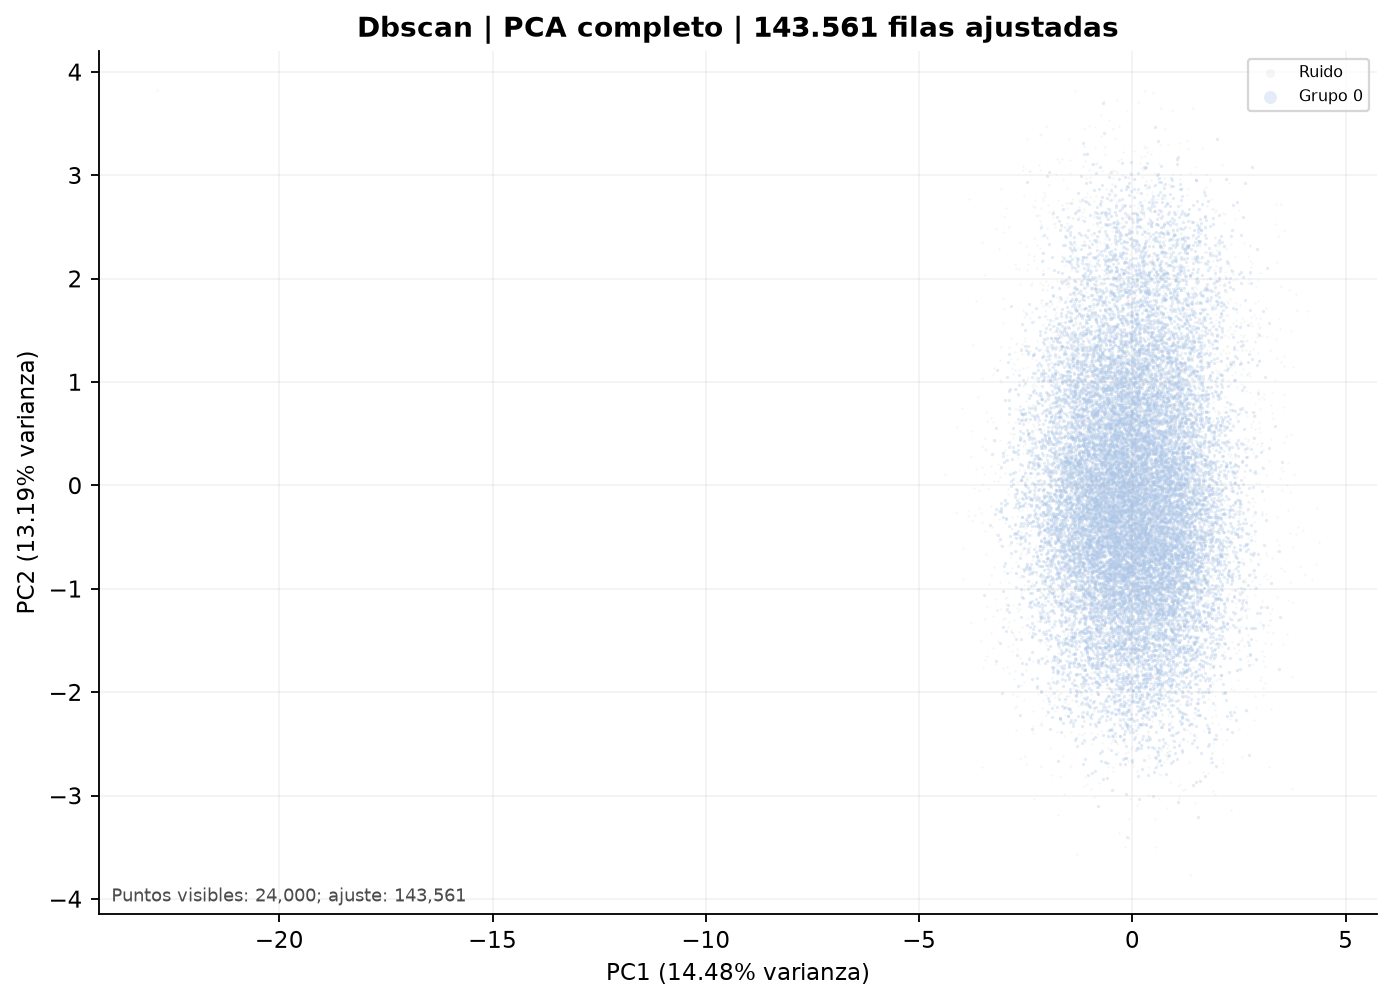 Dbscan | PCA completo | 143.561 filas ajustadas
Ruido
Grupo 0
4
3
2
1
0
−1
−2
−3
−4
PC2 (13.19% varianza)
Puntos visibles: 24,000; ajuste: 143,561
−20
−15
−10
−5
0
5
PC1 (14.48% varianza)